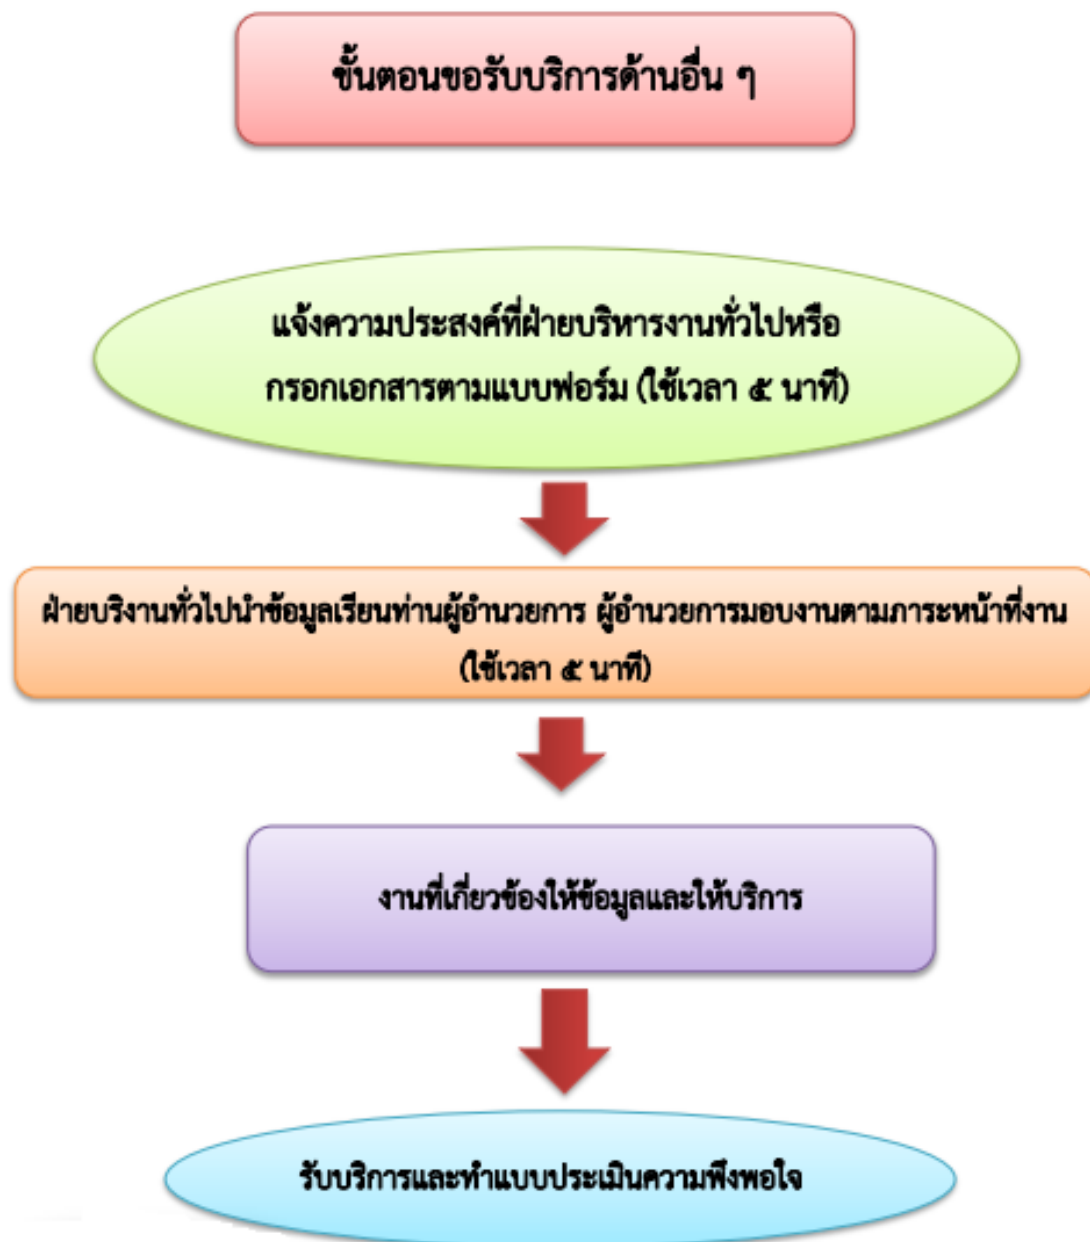 ขั้นตอนขอรับบริการด้านอื่น ๆ
แจ้งความประสงค์ที่ฝ่ายบริหารงานทั่วไปหรือ
กรอกเอกสารตามแบบฟอร์ม (ใช้เวลา ๕ นาที)
ฝ่ายบริงานทั่วไปนำข้อมูลเรียนท่านผู้อำนวยการ ผู้อำนวยการมอบงานตามภาระหน้าที่งาน
(ใช้เวลา ๕ นาที)
งานที่เกี่ยวข้องให้ข้อมูลและให้บริการ
รับบริการและทำแบบประเมินความพึงพอใจ